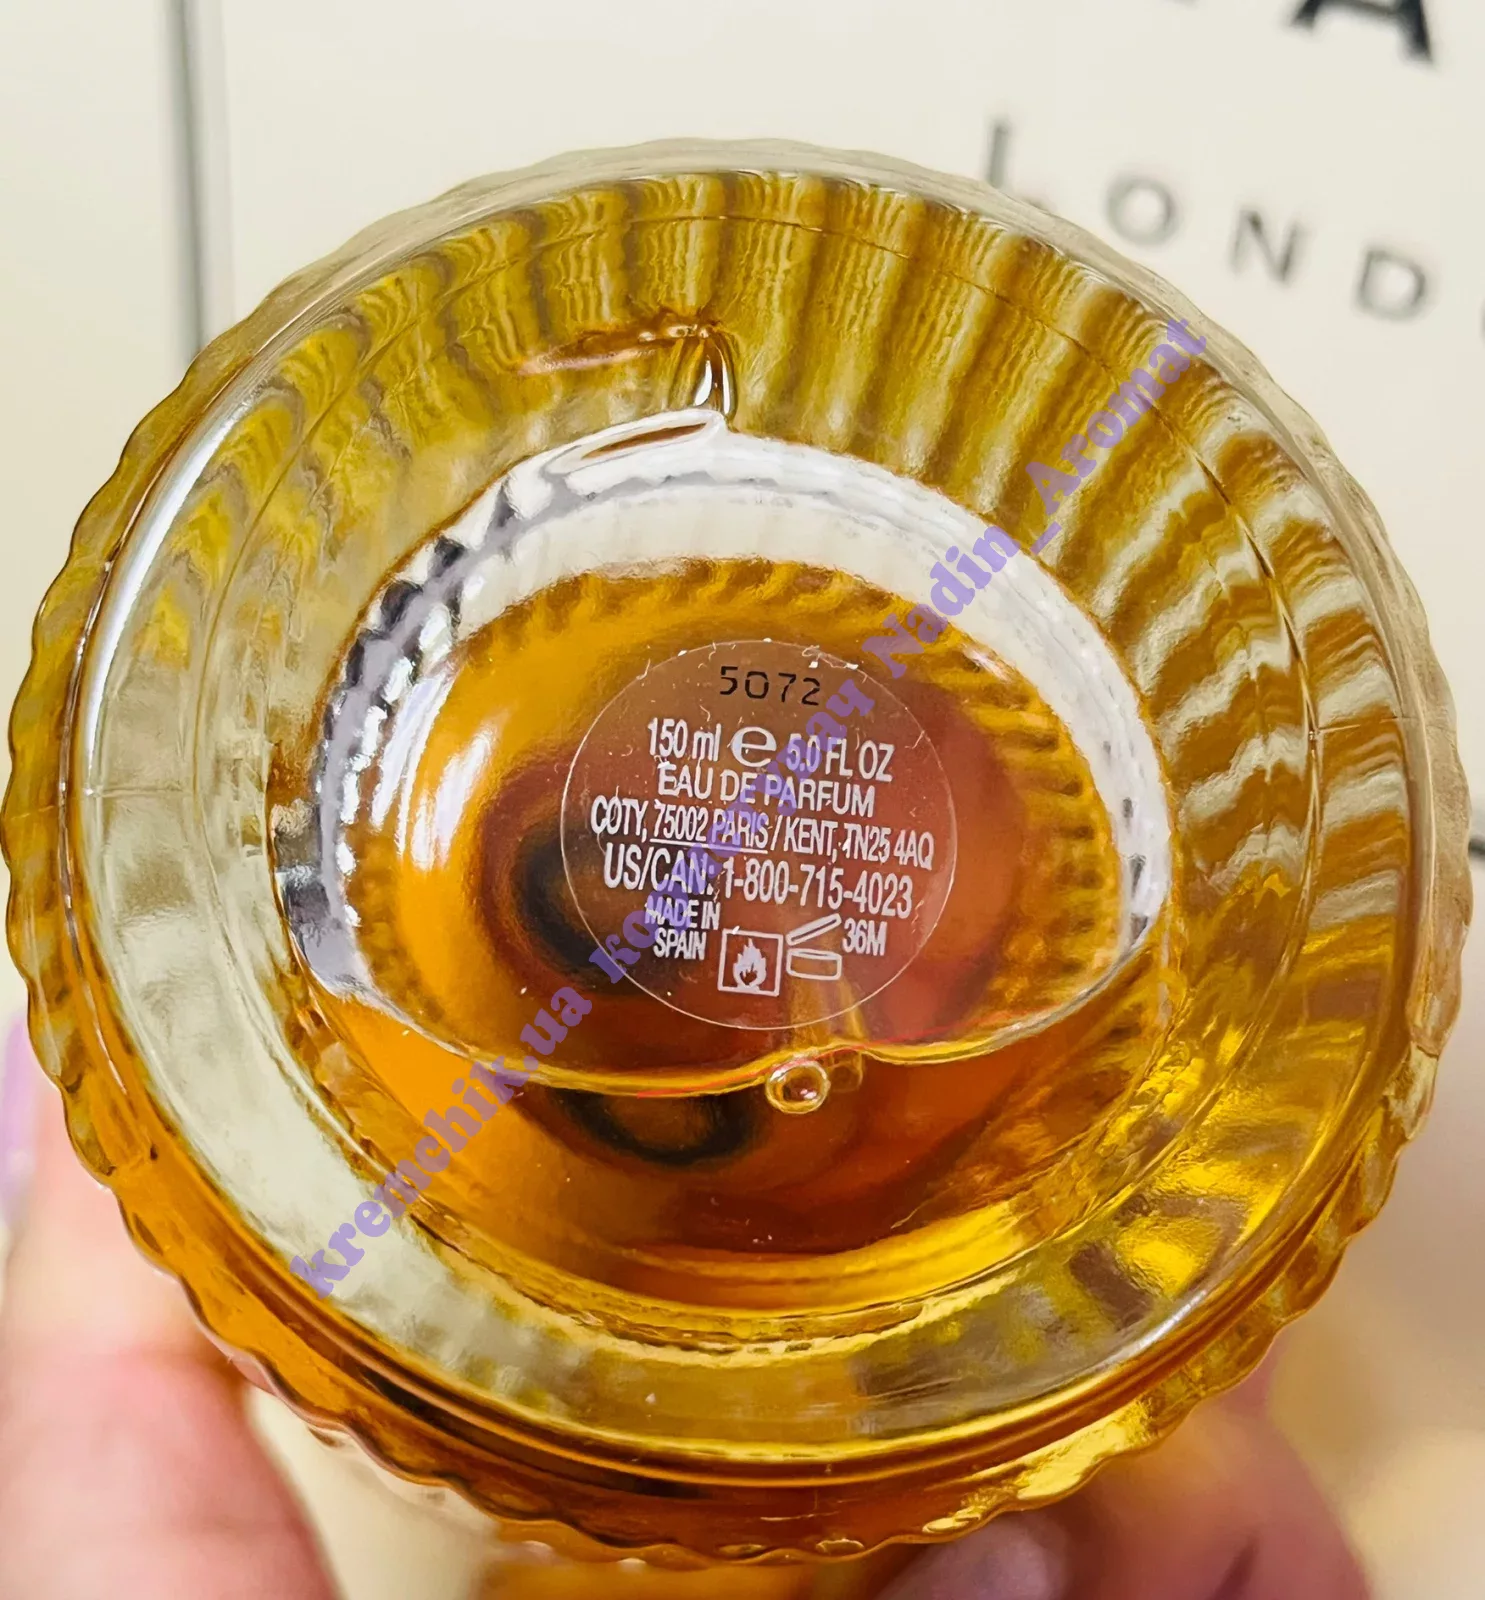 A
LOND
5072
150 ml e 5.0 FL OZ
EAU DE PARFUM
COTY, 75002 PARIS / KENT, TN25 4AQ
US/CAN: 1-800-715-4023
MADE IN
SPAIN
36M
kremchik.ua Nadin_Aromat